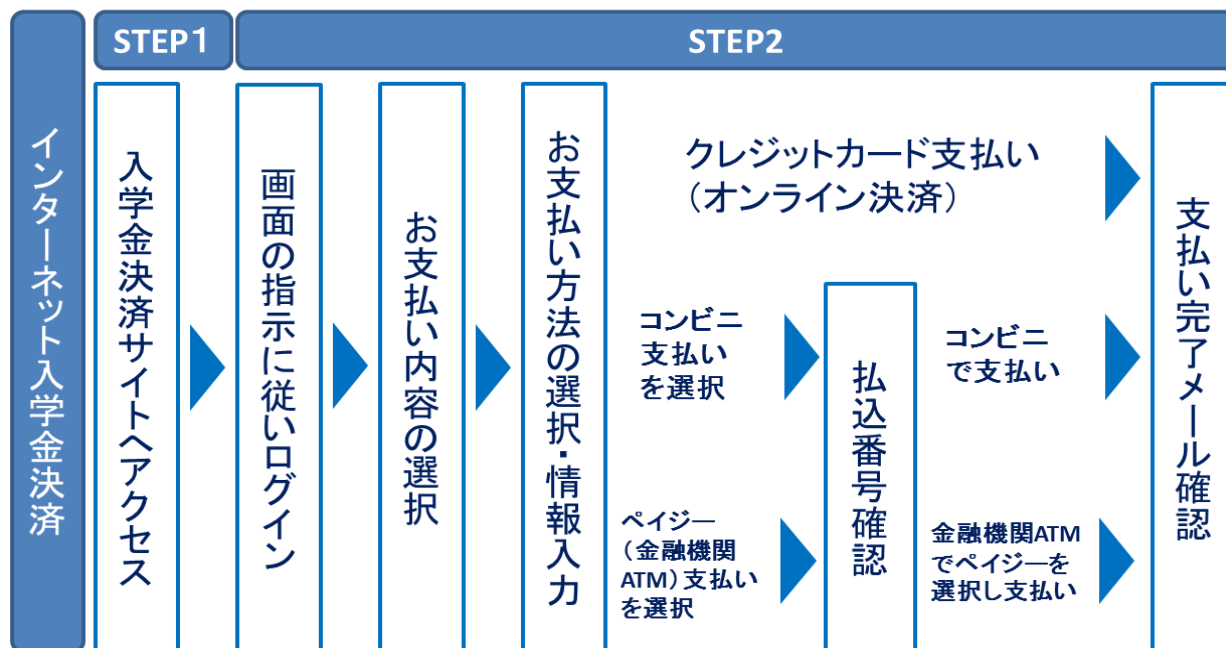 STEP1
STEP2
インターネット入学金決済
入学金決済サイトへアクセス
画面の指示に従いログイン
お支払い内容の選択
お支払い方法の選択・情報入力
クレジットカード支払い
（オンライン決済）
コンビニ
支払い
を選択
ペイジー
（金融機関
ATM）支払い
を選択
払込番号確認
コンビニ
で支払い
金融機関ATM
でペイジーを
選択し支払い
支払い完了メール確認